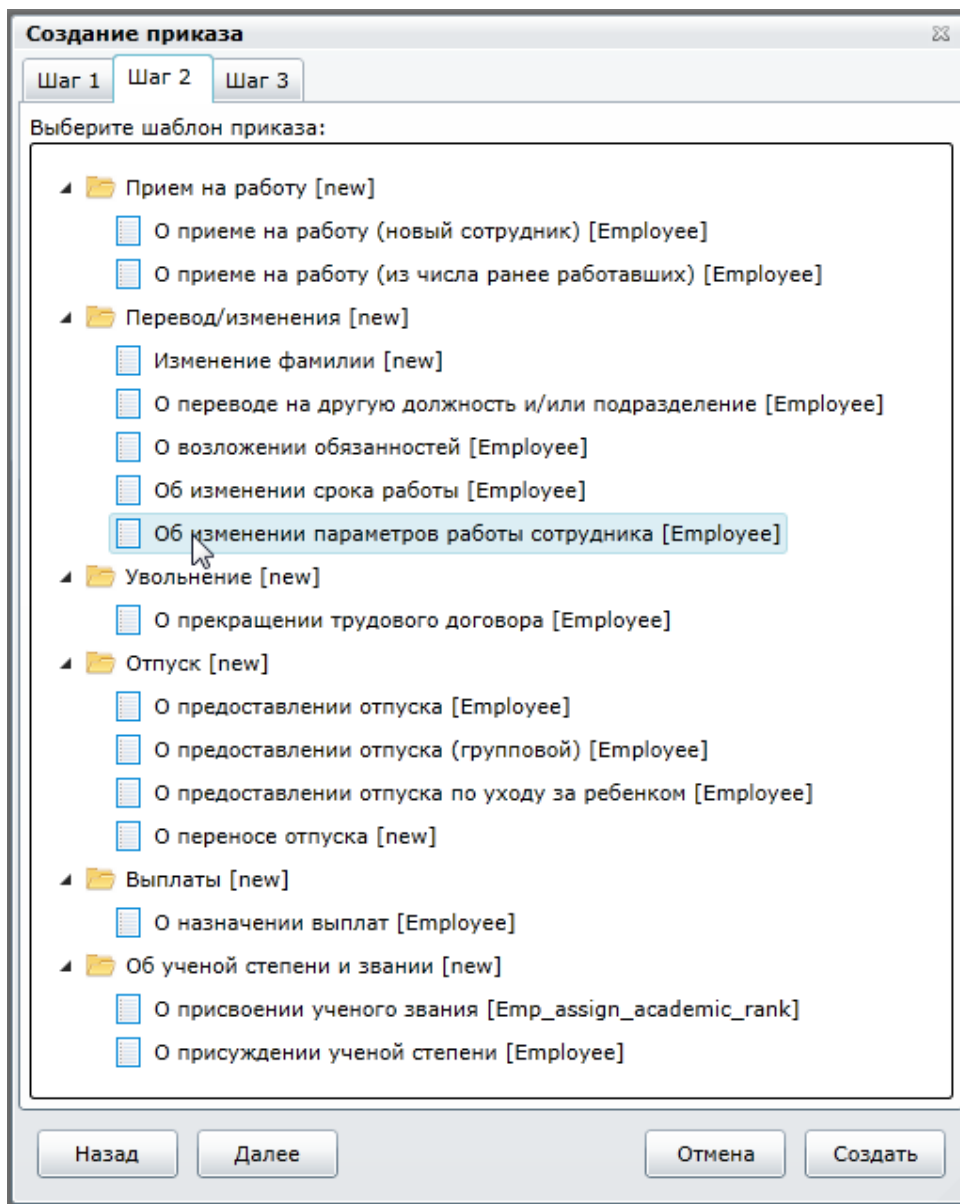 Создание приказа
Шаг 1 Шаг 2 Шаг 3
Выберите шаблон приказа:
Прием на работу [new]
О приеме на работу (новый сотрудник) [Employee]
О приеме на работу (из числа ранее работавших) [Employee]
Перевод/изменения [new]
Изменение фамилии [new]
О переводе на другую должность и/или подразделение [Employee]
О возложении обязанностей [Employee]
Об изменении срока работы [Employee]
Об изменении параметров работы сотрудника [Employee]
Увольнение [new]
О прекращении трудового договора [Employee]
Отпуск [new]
О предоставлении отпуска [Employee]
О предоставлении отпуска (групповой) [Employee]
О предоставлении отпуска по уходу за ребенком [Employee]
О переносе отпуска [new]
Выплаты [new]
О назначении выплат [Employee]
Об ученой степени и звании [new]
О присвоении ученого звания [Emp_assign_academic_rank]
О присуждении ученой степени [Employee]
Назад Далее Отмена Создать